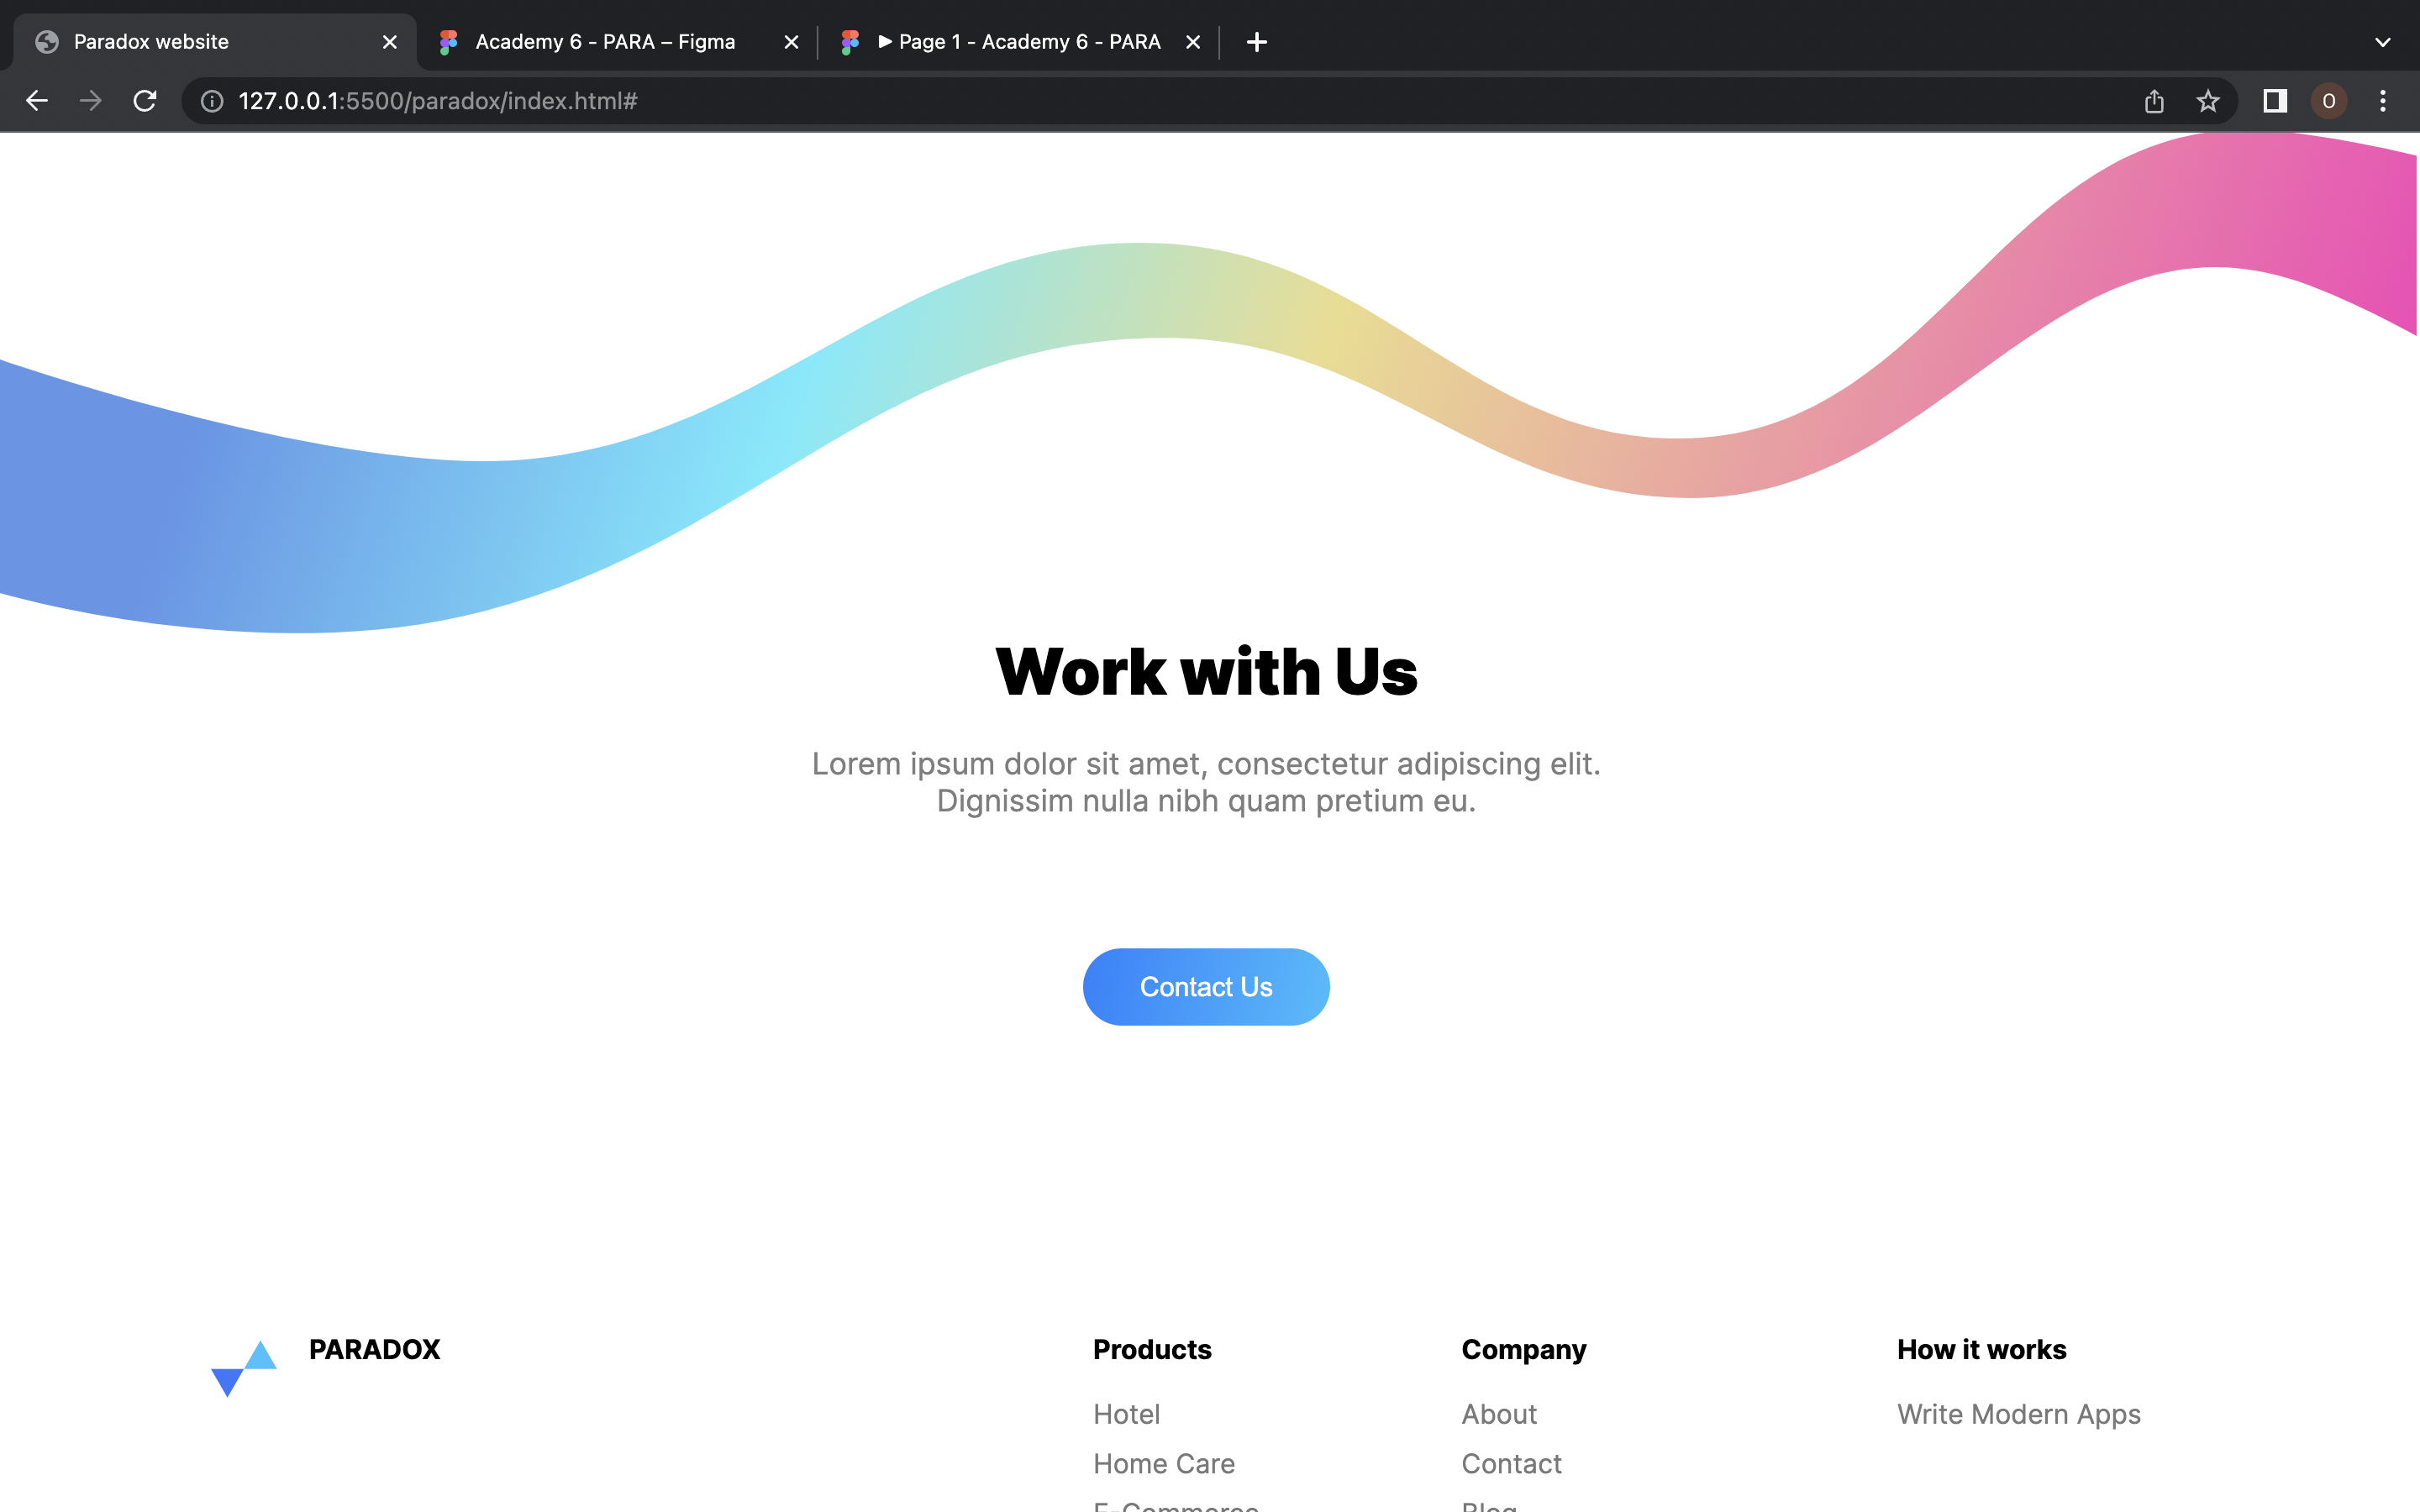 Paradox website
Academy 6 - PARA – Figma
Page 1 - Academy 6 - PARA
127.0.0.1:5500/paradox/index.html#
O
Work with Us
Lorem ipsum dolor sit amet, consectetur adipiscing elit.
Dignissim nulla nibh quam pretium eu.
Contact Us
PARADOX
Products
Hotel
Home Care
E-Commerce
Company
About
Contact
Blog
How it works
Write Modern Apps